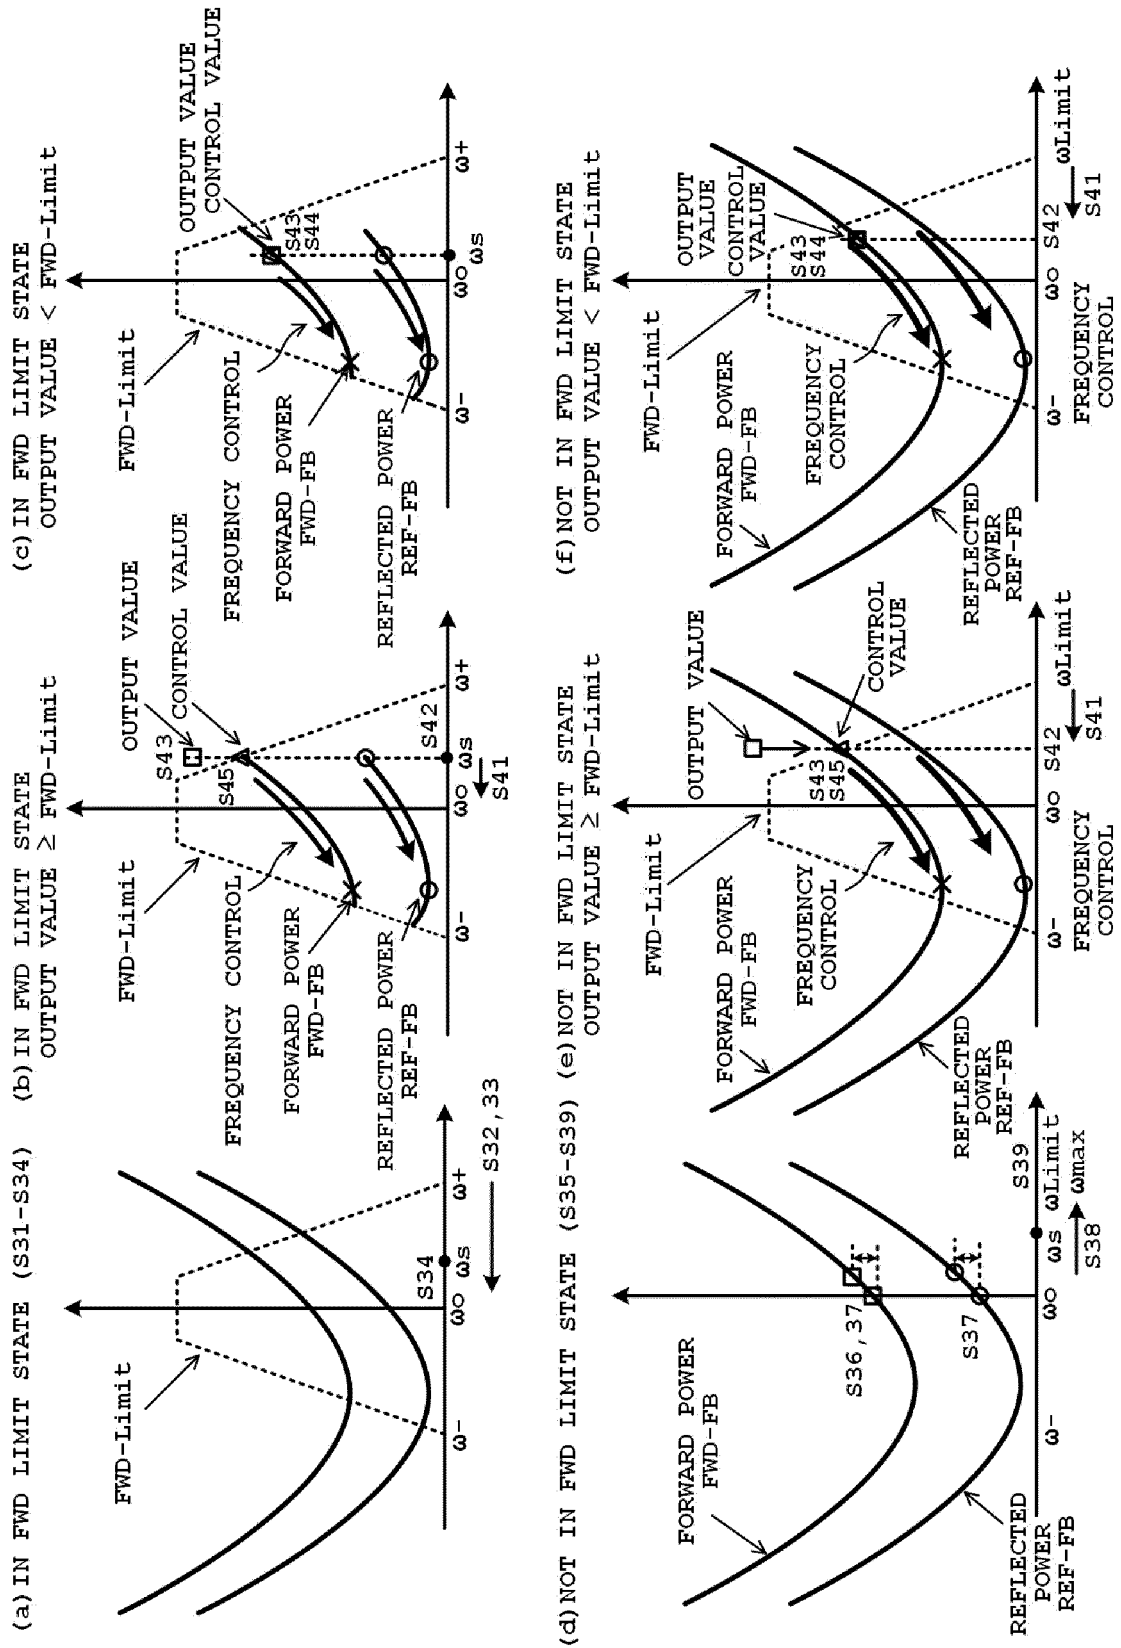 (a)IN FWD LIMIT STATE (S31-S34)
FWD-Limit
S34
ω-
ω0
ωs
ω+
S32,33
(b)IN FWD LIMIT STATE
OUTPUT VALUE ≥ FWD-Limit
OUTPUT VALUE
CONTROL VALUE
S43
S45
FWD-Limit
FREQUENCY CONTROL
FORWARD POWER
FWD-FB
REFLECTED POWER
REF-FB
S42
ω-
ω0
ωs
ω+
S41
(c)IN FWD LIMIT STATE
OUTPUT VALUE < FWD-Limit
OUTPUT VALUE
CONTROL VALUE
S43
S44
FWD-Limit
FREQUENCY CONTROL
FORWARD POWER
FWD-FB
REFLECTED POWER
REF-FB
ω-
ω0
ωs
ω+
(d)NOT IN FWD LIMIT STATE (S35-S39)
FORWARD POWER
FWD-FB
S36,37
S37
REFLECTED
POWER
REF-FB
S39
ω-
ω0
ωs
ωLimit
S38
ωmax
(e)NOT IN FWD LIMIT STATE
OUTPUT VALUE ≥ FWD-Limit
OUTPUT VALUE
FWD-Limit
S43
S45
CONTROL
VALUE
FORWARD POWER
FWD-FB
FREQUENCY
CONTROL
REFLECTED
POWER
REF-FB
ω-
ω0
S42
ωLimit
S41
FREQUENCY
CONTROL
(f)NOT IN FWD LIMIT STATE
OUTPUT VALUE < FWD-Limit
OUTPUT
VALUE
CONTROL
VALUE
FWD-Limit
S43
S44
FORWARD POWER
FWD-FB
FREQUENCY
CONTROL
REFLECTED
POWER
REF-FB
ω-
ω0
S42
ωLimit
S41
FREQUENCY
CONTROL